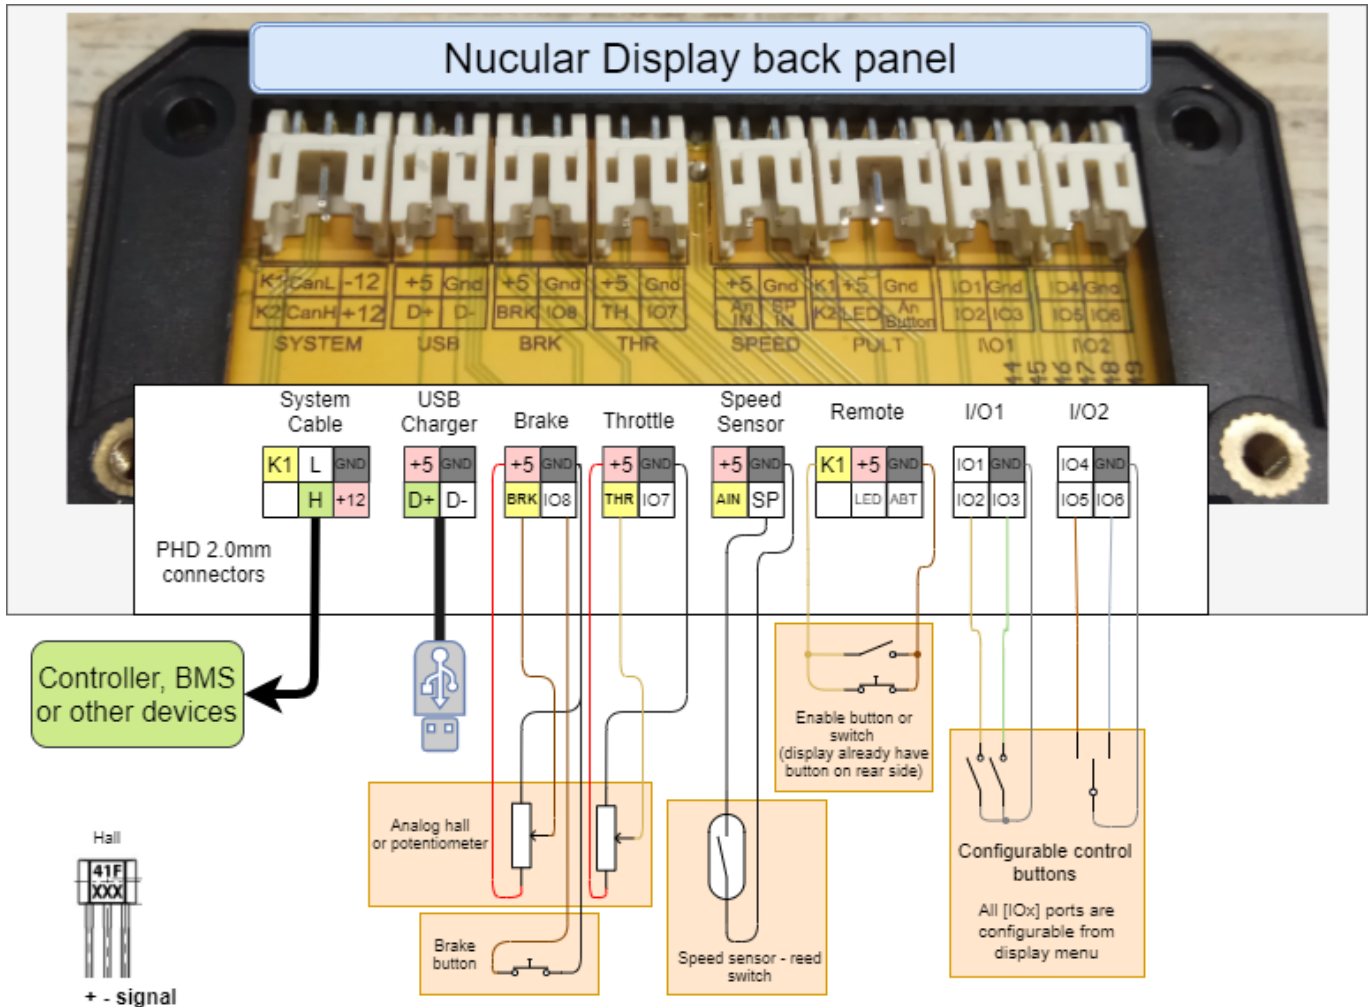 Nucular Display back panel
K1 CanL -12
K2 CanH +12
SYSTEM
+5 Gnd
D+ D-
USB
+5 Gnd
BRK IO8
BRK
+5 Gnd
TH IO7
THR
+5 Gnd
An IN SP IN
SPEED
K1 +5 Gnd
K2 LED An Button
PULT
IO1 Gnd
IO2 IO3
I\O1
IO4 Gnd
IO5 IO6
I\O2
System
Cable
K1 L GND
H +12
USB
Charger
+5 GND
D+ D-
Brake
+5 GND
BRK IO8
Throttle
+5 GND
THR IO7
Speed
Sensor
+5 GND
AIN SP
Remote
K1 +5 GND
LED ABT
I/O1
IO1 GND
IO2 IO3
I/O2
IO4 GND
IO5 IO6
PHD 2.0mm
connectors
Controller, BMS
or other devices
Enable button or
switch
(display already have
button on rear side)
Analog hall
or potentiometer
Brake
button
Speed sensor - reed
switch
Configurable control
buttons
All [IOx] ports are
configurable from
display menu
Hall
41F
XXX
+ - signal